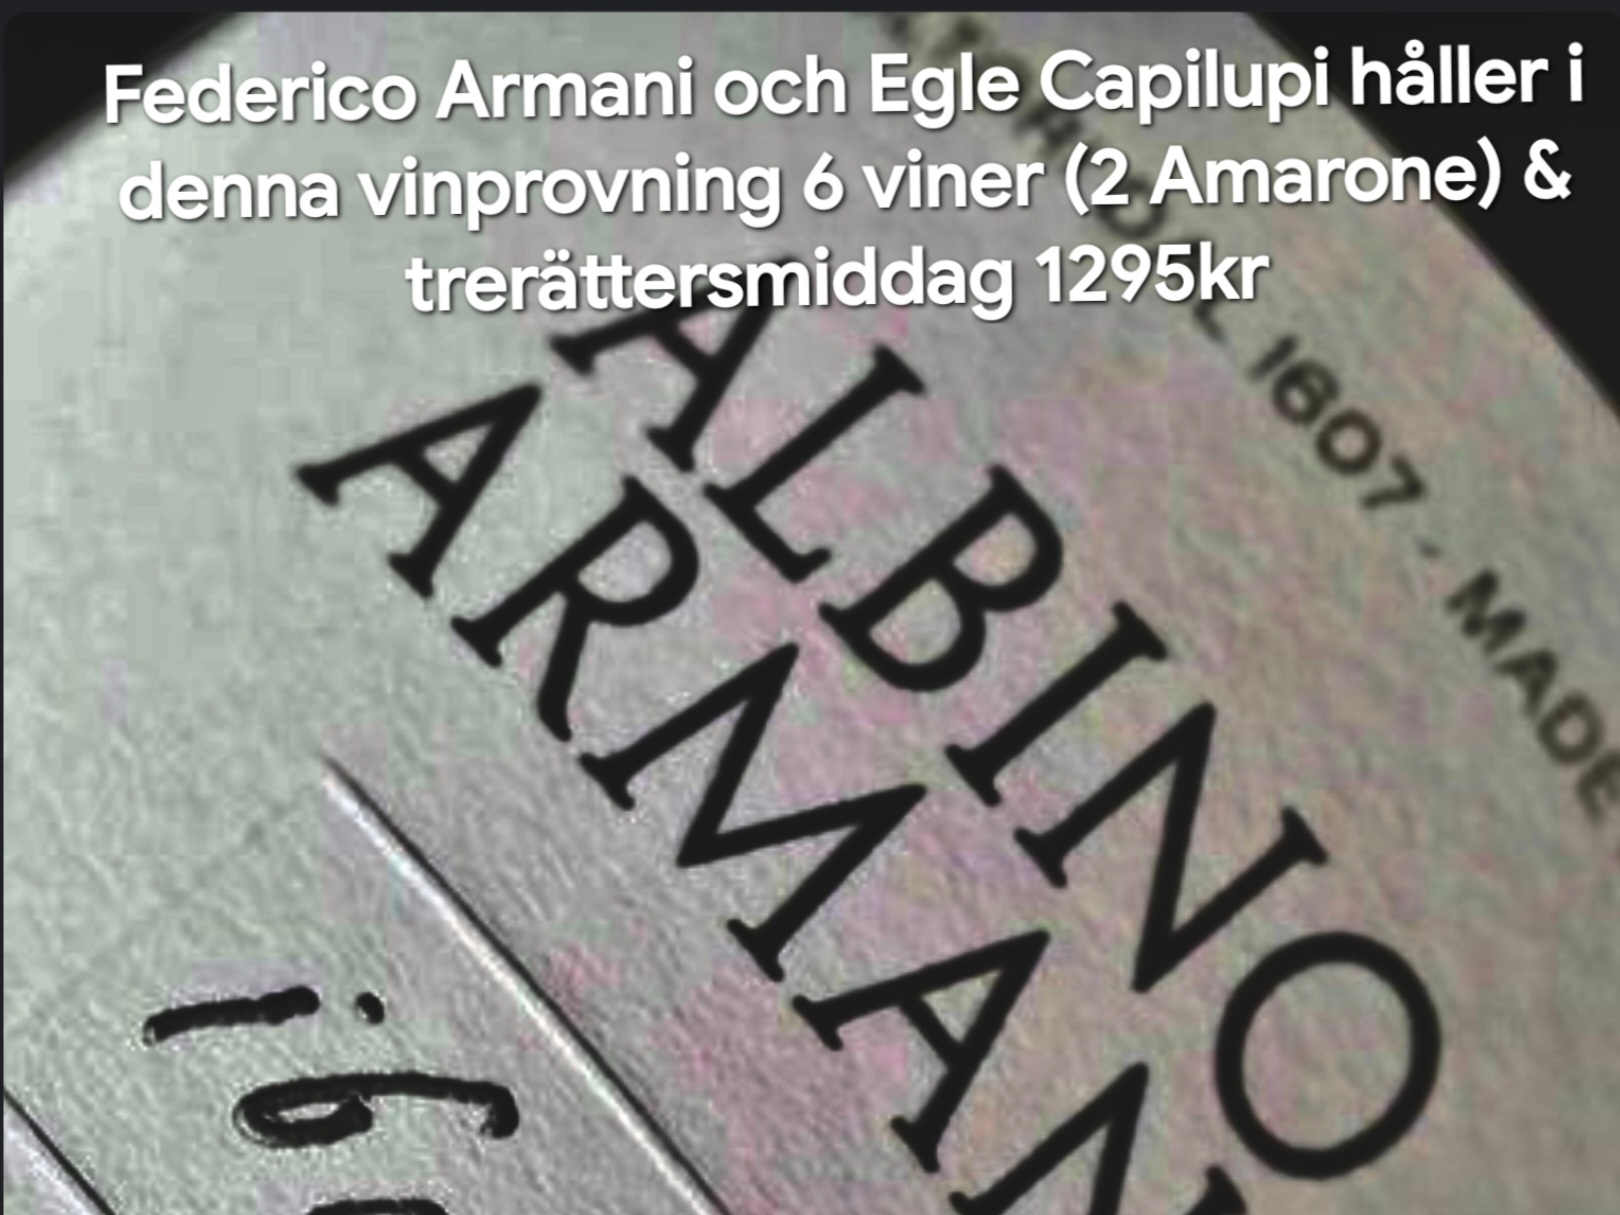 Federico Armani och Egle Capilupi håller i
denna vinprovning 6 viner (2 Amarone) &
trerättersmiddag 1295kr
ALBINO
ARMAN
1607 - MADE